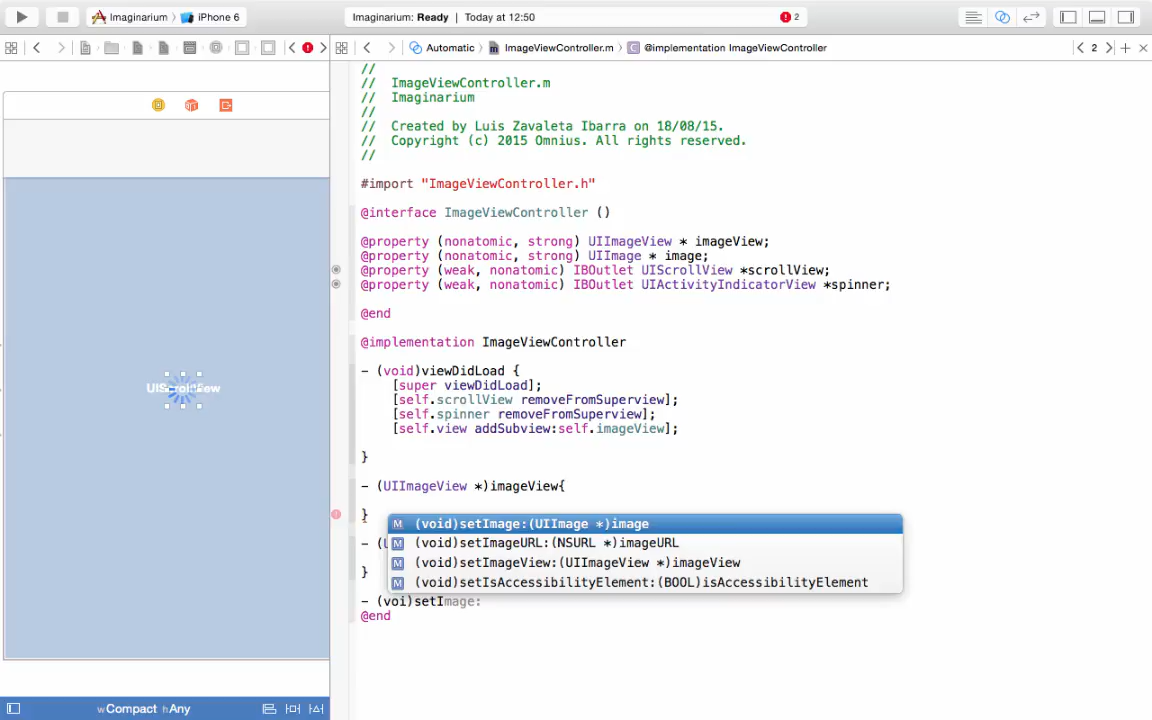 Imaginarium
iPhone 6
Imaginarium: Ready | Today at 12:50
2
Automatic
ImageViewController.m
@implementation ImageViewController
2
//
//  ImageViewController.m
//  Imaginarium
//
//  Created by Luis Zavaleta Ibarra on 18/08/15.
//  Copyright (c) 2015 Omnius. All rights reserved.
//
#import "ImageViewController.h"
@interface ImageViewController ()
@property (nonatomic, strong) UIImageView * imageView;
@property (nonatomic, strong) UIImage * image;
@property (weak, nonatomic) IBOutlet UIScrollView *scrollView;
@property (weak, nonatomic) IBOutlet UIActivityIndicatorView *spinner;
@end
@implementation ImageViewController
- (void)viewDidLoad {
[super viewDidLoad];
[self.scrollView removeFromSuperview];
[self.spinner removeFromSuperview];
[self.view addSubview:self.imageView];
}
- (UIImageView *)imageView{
}
M (void)setImage:(UIImage *)image
M (void)setImageURL:(NSURL *)imageURL
M (void)setImageView:(UIImageView *)imageView
M (void)setIsAccessibilityElement:(BOOL)isAccessibilityElement
}
- (voi)setImage:
@end
wCompact hAny